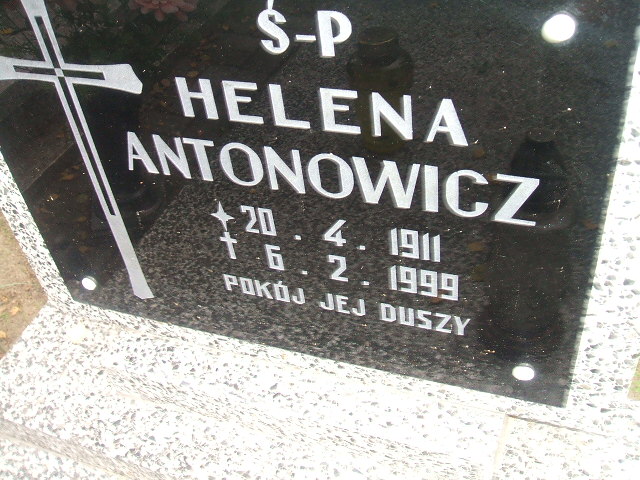 Ś-P
HELENA
ANTONOWICZ
20. 4. 1911
6. 2. 1999
POKÓJ JEJ DUSZY